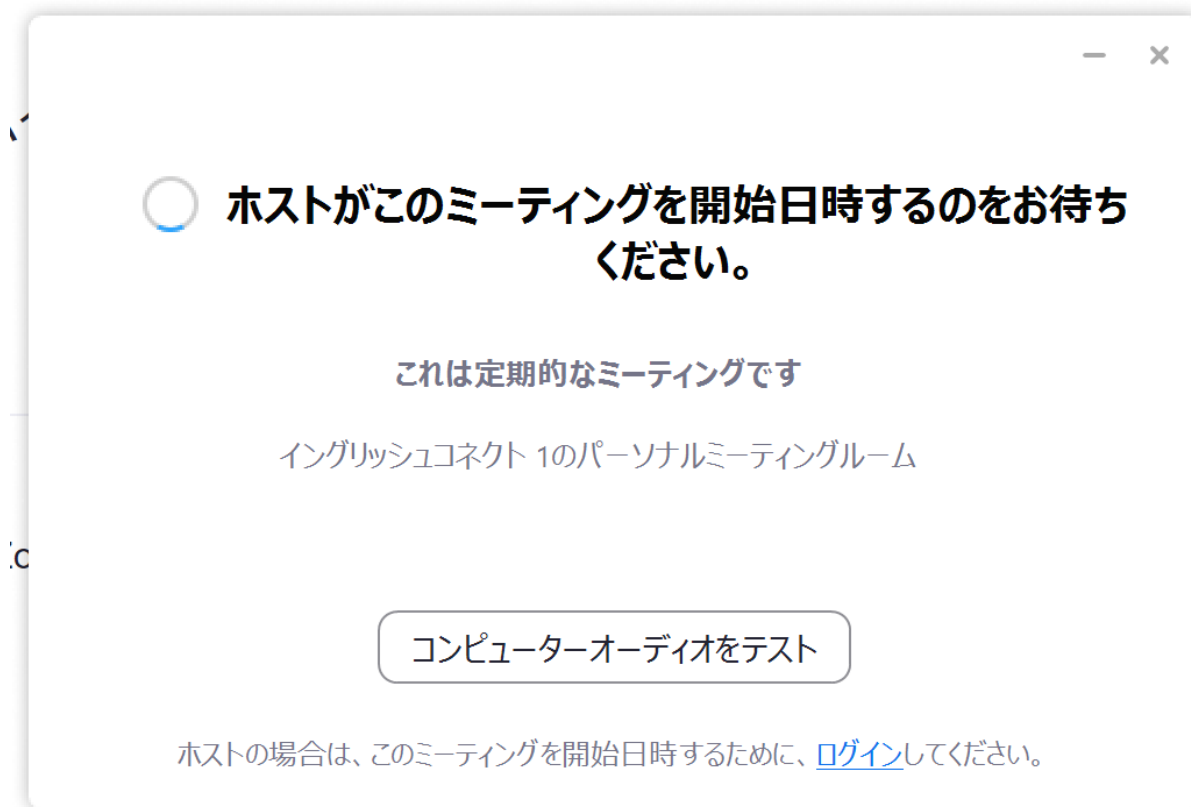 ホストがこのミーティングを開始日時するのをお待ち
ください。
これは定期的なミーティングです
イングリッシュコネクト 1のパーソナルミーティングルーム
コンピューターオーディオをテスト
ホストの場合は、このミーティングを開始日時するために、ログインしてください。